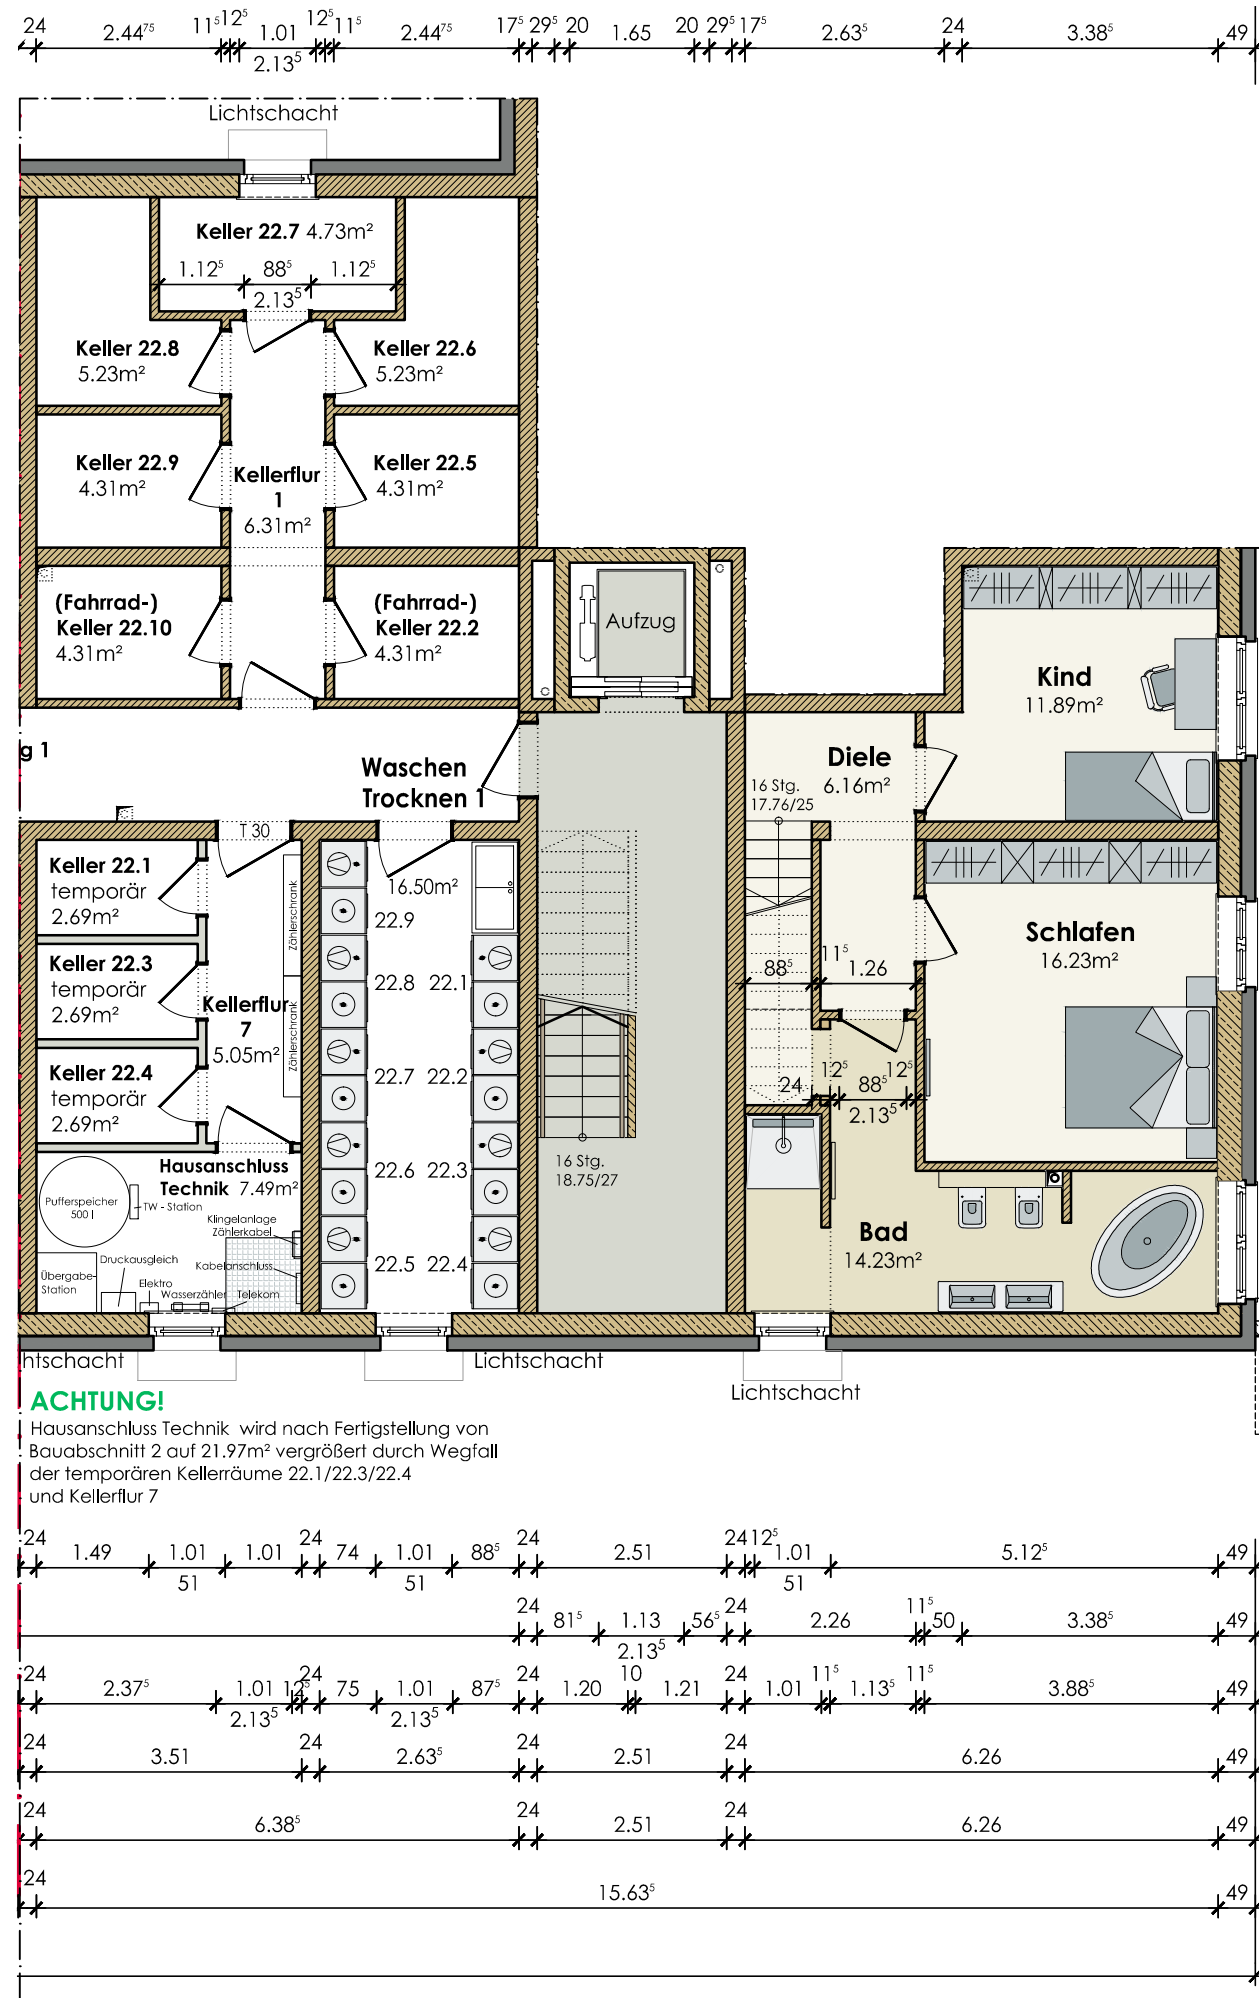 24 2.44⁷⁵ 11⁵ 12⁵ 1.01 12⁵ 11⁵ 2.44⁷⁵ 17⁵ 29⁵ 20 1.65 20 29⁵ 17⁵ 2.63⁵ 24 3.38⁵ 49
2.13⁵
Lichtschacht
Keller 22.7 4.73m²
1.12⁵ 88⁵ 1.12⁵
2.13⁵
Keller 22.8
5.23m²
Keller 22.6
5.23m²
Keller 22.9
4.31m²
Kellerflur
1
6.31m²
Keller 22.5
4.31m²
(Fahrrad-)
Keller 22.10
4.31m²
(Fahrrad-)
Keller 22.2
4.31m²
Aufzug
Kind
11.89m²
g 1
Waschen
Trocknen 1
16.50m²
Diele
6.16m²
16 Stg.
17.76/25
T 30
Keller 22.1
temporär
2.69m²
Keller 22.3
temporär
2.69m²
Keller 22.4
temporär
2.69m²
Kellerflur
7
5.05m²
Zählerschrank
Zählerschrank
22.9
22.8 22.1
22.7 22.2
22.6 22.3
22.5 22.4
16 Stg.
18.75/27
Schlafen
16.23m²
88⁵ 11⁵ 1.26
24 12⁵ 88⁵ 12⁵
2.13⁵
Bad
14.23m²
Hausanschluss
Technik 7.49m²
Pufferspeicher
500 l
TW - Station
Klingelanlage
Zählerkabel
Kabelanschluss
Druckausgleich
Übergabe-
Station
Elektro
Wasserzähler
Telekom
htschacht
Lichtschacht
Lichtschacht
ACHTUNG!
Hausanschluss Technik wird nach Fertigstellung von
Bauabschnitt 2 auf 21.97m² vergrößert durch Wegfall
der temporären Kellerräume 22.1/22.3/22.4
und Kellerflur 7
24 1.49 1.01 1.01 24 74 1.01 88⁵ 24 2.51 24 12⁵ 1.01 5.12⁵ 49
51 51 51
24 81⁵ 1.13 56⁵ 24 2.26 11⁵ 50 3.38⁵ 49
2.13⁵
24 2.37⁵ 1.01 12⁵ 24 75 1.01 87⁵ 24 1.20 10 1.21 24 1.01 11⁵ 1.13⁵ 11⁵ 3.88⁵ 49
2.13⁵ 2.13⁵
24 3.51 24 2.63⁵ 24 2.51 24 6.26 49
24 6.38⁵ 24 2.51 24 6.26 49
24 15.63⁵ 49